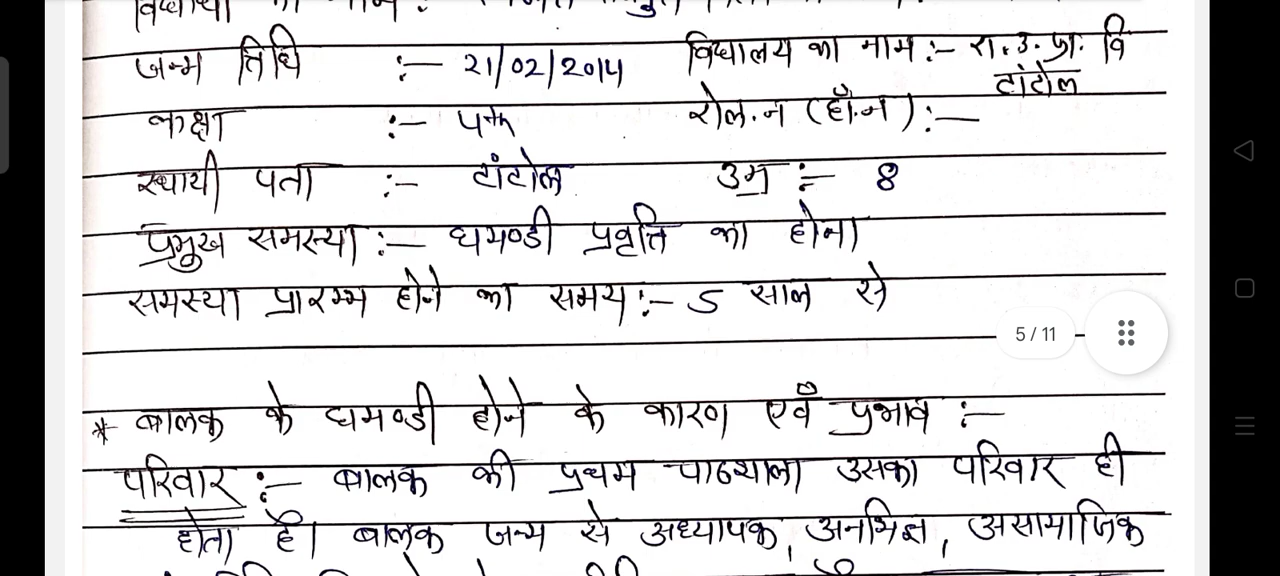 जन्म तिथि :- 21/02/2014 विधालय का नाम :- रा. उ. प्रा. वि
टांटोल
कक्षा :- 5th रोल.न (हाँ.न) :-
स्थायी पता :- टांटोल उम्र :- 8
प्रमुख समस्या :- घमण्डी प्रवृति का होना
समस्या प्रारम्भ होने का समय :- 5 साल से
5 / 11
* बालक के घमण्डी होने के कारण एवँ प्रभाव :-
परिवार :- बालक की प्रथम पाठशाला उसका परिवार ही
होता है। बालक जन्म से अध्यापक, अनभिज्ञ, असामाजिक